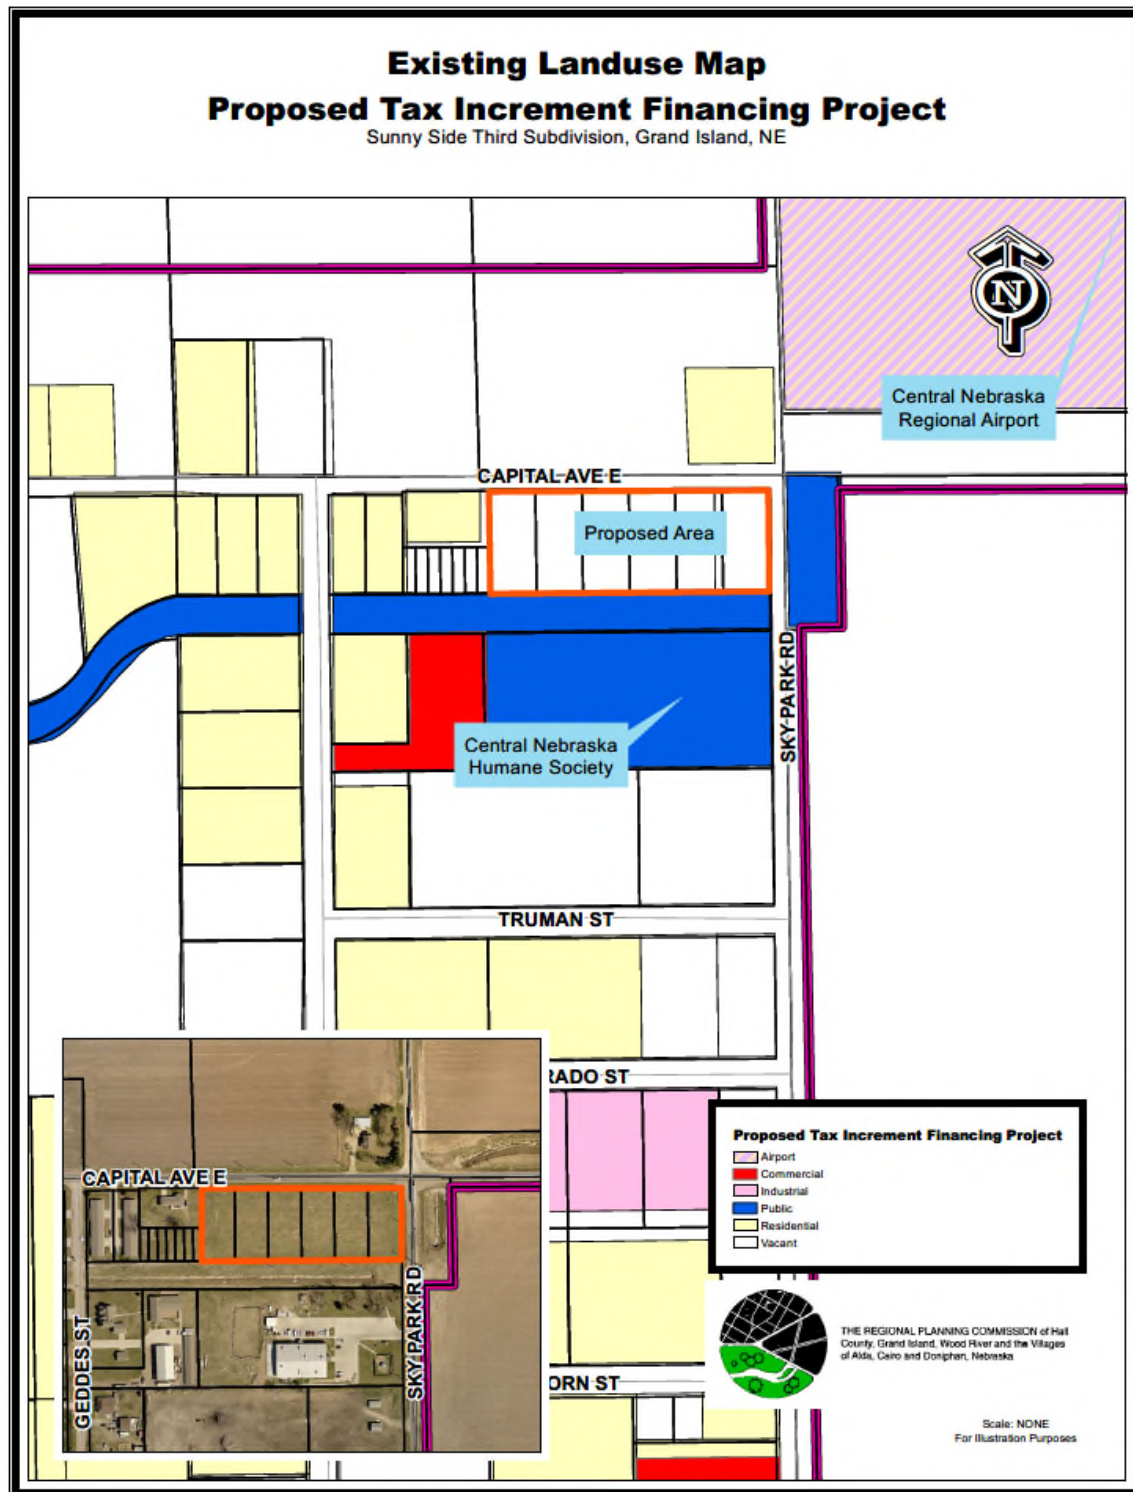 Existing Landuse Map
Proposed Tax Increment Financing Project
Sunny Side Third Subdivision, Grand Island, NE
N
Central Nebraska
Regional Airport
CAPITAL AVE E
Proposed Area
SKY PARK RD
Central Nebraska
Humane Society
TRUMAN ST
RADO ST
CAPITAL AVE E
GEDDES ST
SKY PARK RD
Proposed Tax Increment Financing Project
Airport
Commercial
Industrial
Public
Residential
Vacant
THE REGIONAL PLANNING COMMISSION of Hall
County, Grand Island, Wood River and the Villages
of Alda, Cairo and Doniphan, Nebraska
ORN ST
Scale: NONE
For Illustration Purposes